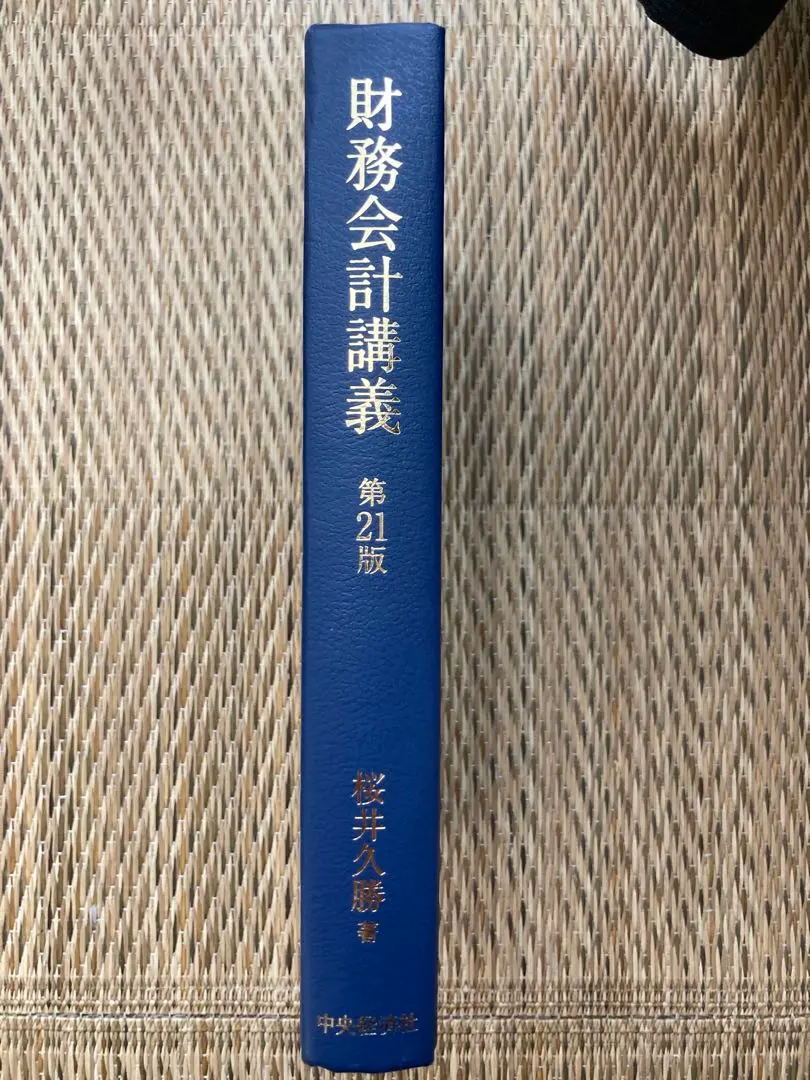 財務会計講義
第21版
桜井久勝 著
中央経済社